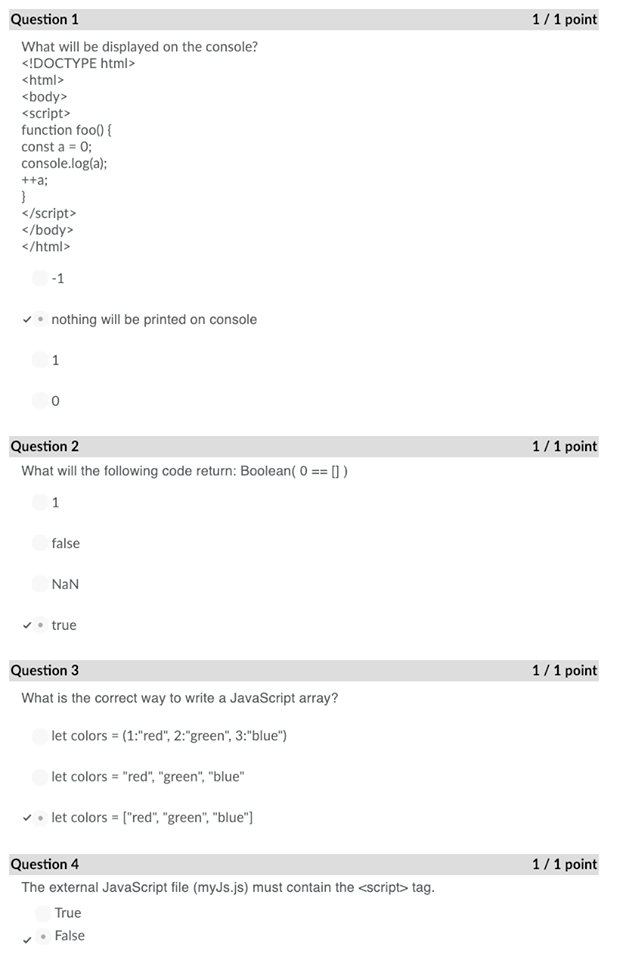 Question 1 1 / 1 point
What will be displayed on the console?
<!DOCTYPE html>
<html>
<body>
<script>
function foo() {
const a = 0;
console.log(a);
++a;
}
</script>
</body>
</html>
-1
nothing will be printed on console
1
0
Question 2 1 / 1 point
What will the following code return: Boolean( 0 == [] )
1
false
NaN
true
Question 3 1 / 1 point
What is the correct way to write a JavaScript array?
let colors = (1:"red", 2:"green", 3:"blue")
let colors = "red", "green", "blue"
let colors = ["red", "green", "blue"]
Question 4 1 / 1 point
The external JavaScript file (myJs.js) must contain the <script> tag.
True
False